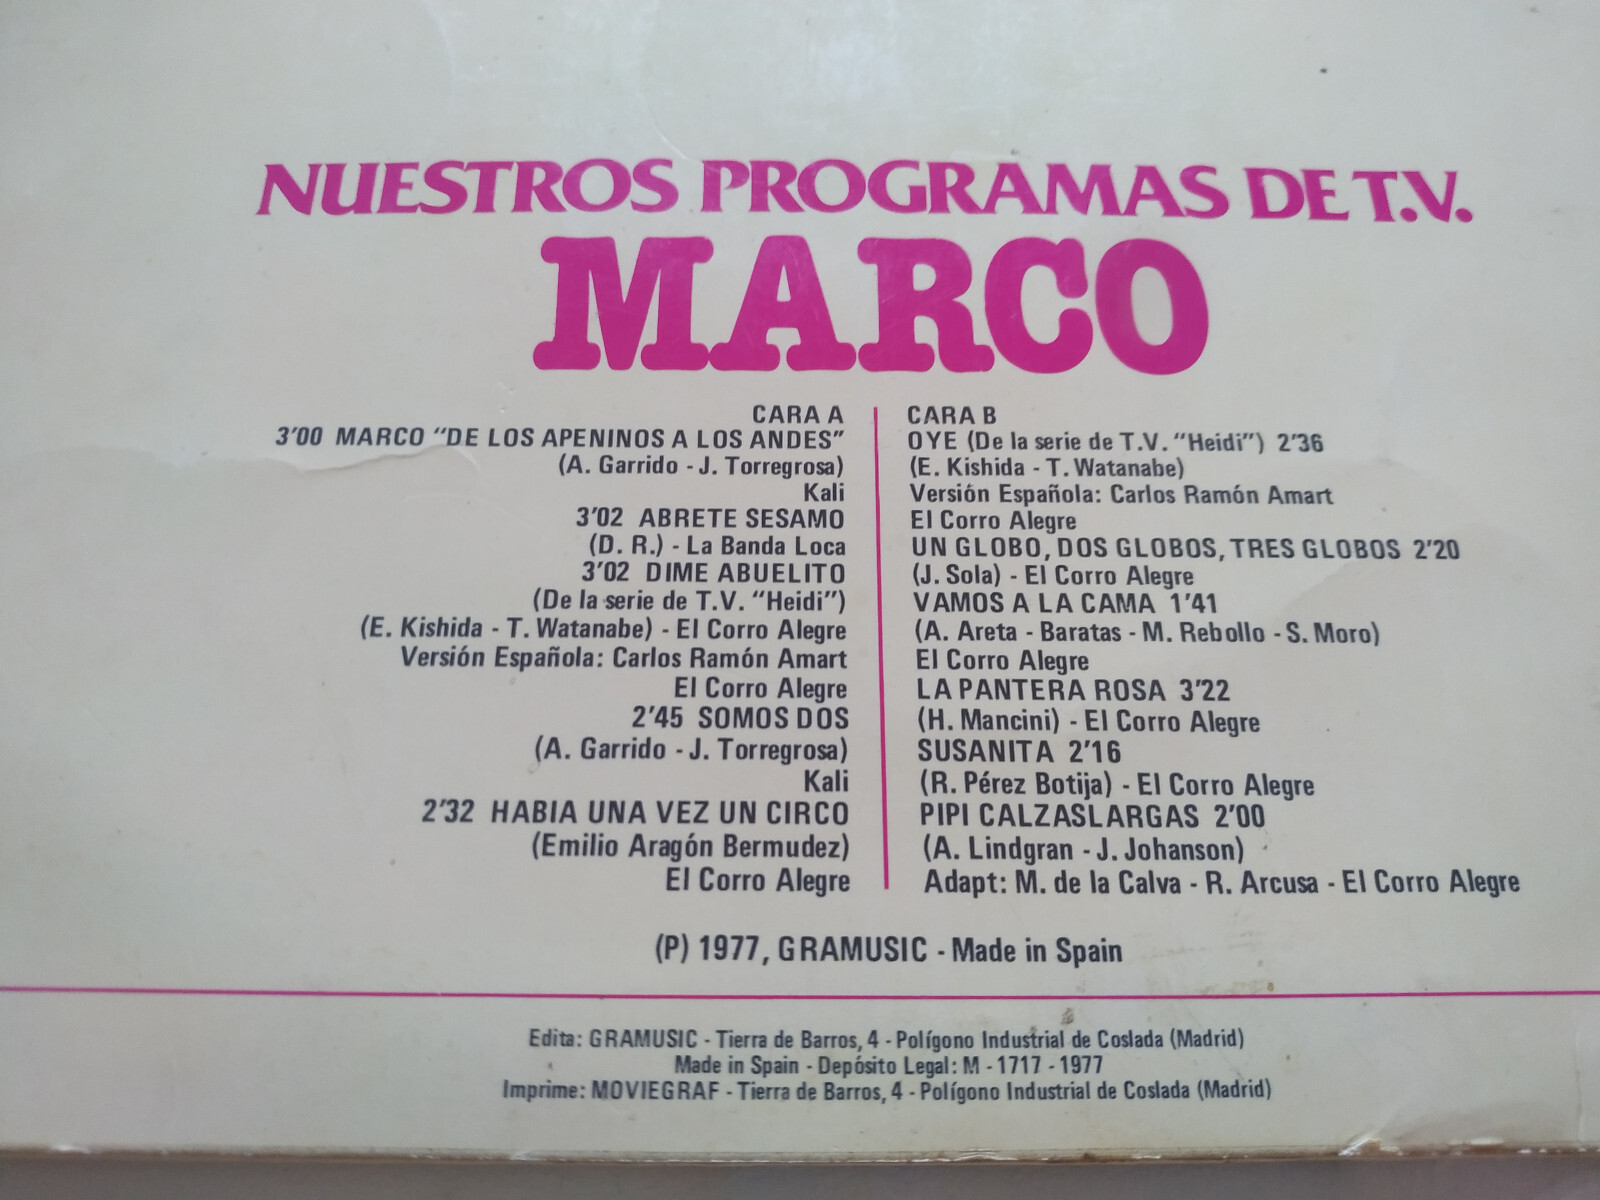 NUESTROS PROGRAMAS DE T.V.
MARCO
CARA A
3'00 MARCO "DE LOS APENINOS A LOS ANDES"
(A. Garrido - J. Torregrosa)
Kali
3'02 ABRETE SESAMO
(D. R.) - La Banda Loca
3'02 DIME ABUELITO
(De la serie de T.V. "Heidi")
(E. Kishida - T. Watanabe) - El Corro Alegre
Versión Española: Carlos Ramón Amart
El Corro Alegre
2'45 SOMOS DOS
(A. Garrido - J. Torregrosa)
Kali
2'32 HABIA UNA VEZ UN CIRCO
(Emilio Aragón Bermudez)
El Corro Alegre
CARA B
OYE (De la serie de T.V. "Heidi") 2'36
(E. Kishida - T. Watanabe)
Versión Española: Carlos Ramón Amart
El Corro Alegre
UN GLOBO, DOS GLOBOS, TRES GLOBOS 2'20
(J. Sola) - El Corro Alegre
VAMOS A LA CAMA 1'41
(A. Areta - Baratas - M. Rebollo - S. Moro)
El Corro Alegre
LA PANTERA ROSA 3'22
(H. Mancini) - El Corro Alegre
SUSANITA 2'16
(R. Pérez Botija) - El Corro Alegre
PIPI CALZASLARGAS 2'00
(A. Lindgran - J. Johanson)
Adapt: M. de la Calva - R. Arcusa - El Corro Alegre
(P) 1977, GRAMUSIC - Made in Spain
Edita: GRAMUSIC - Tierra de Barros, 4 - Polígono Industrial de Coslada (Madrid)
Made in Spain - Depósito Legal: M - 1717 - 1977
Imprime: MOVIEGRAF - Tierra de Barros, 4 - Polígono Industrial de Coslada (Madrid)